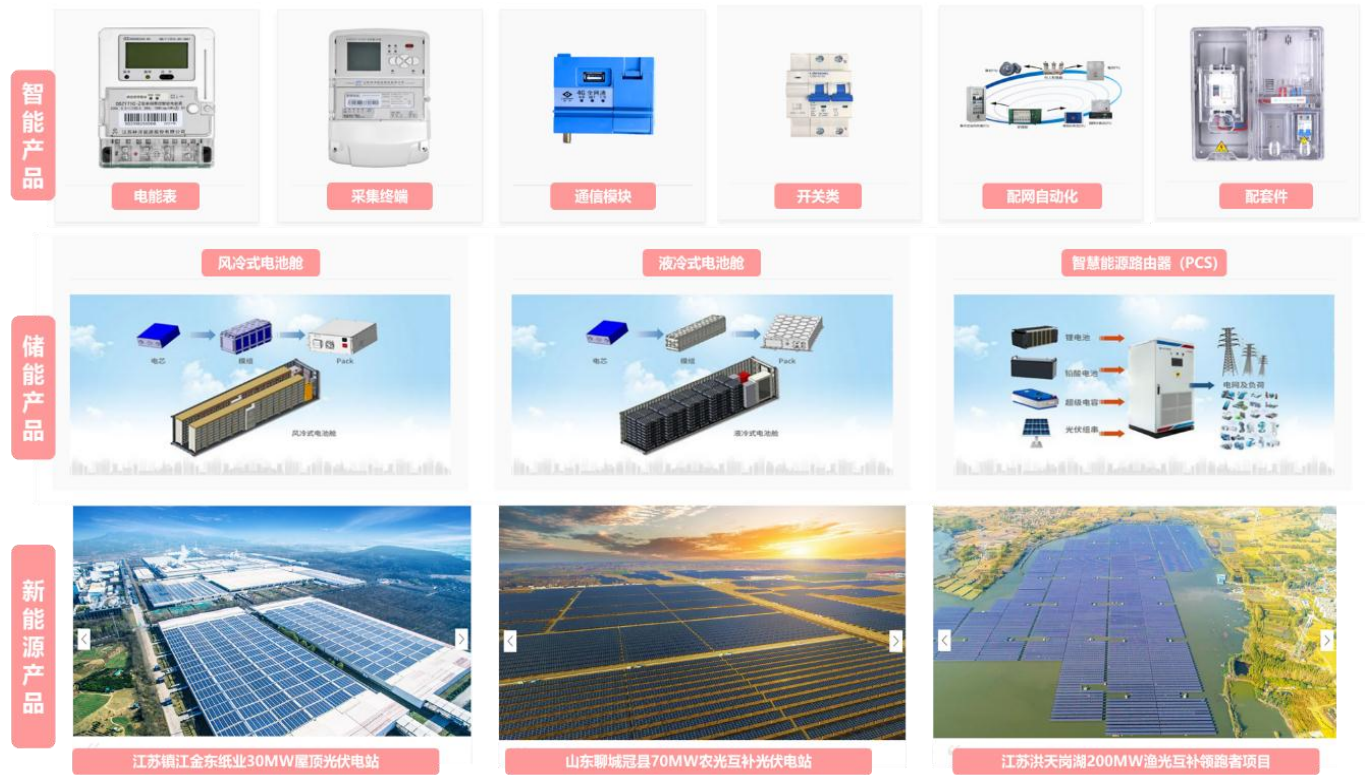 智能产品
电能表
采集终端
4G 全网通
通信模块
开关类
配网自动化
配套件
储能产品
风冷式电池舱
电芯
模组
Pack
风冷式电池舱
液冷式电池舱
电芯
模组
Pack
液冷式电池舱
智慧能源路由器（PCS)
锂电池
铅酸电池
超级电容
光伏组串
电网及负荷
新能源产品
江苏镇江金东纸业30MW屋顶光伏电站
山东聊城冠县70MW农光互补光伏电站
江苏洪天岗湖200MW渔光互补领跑者项目